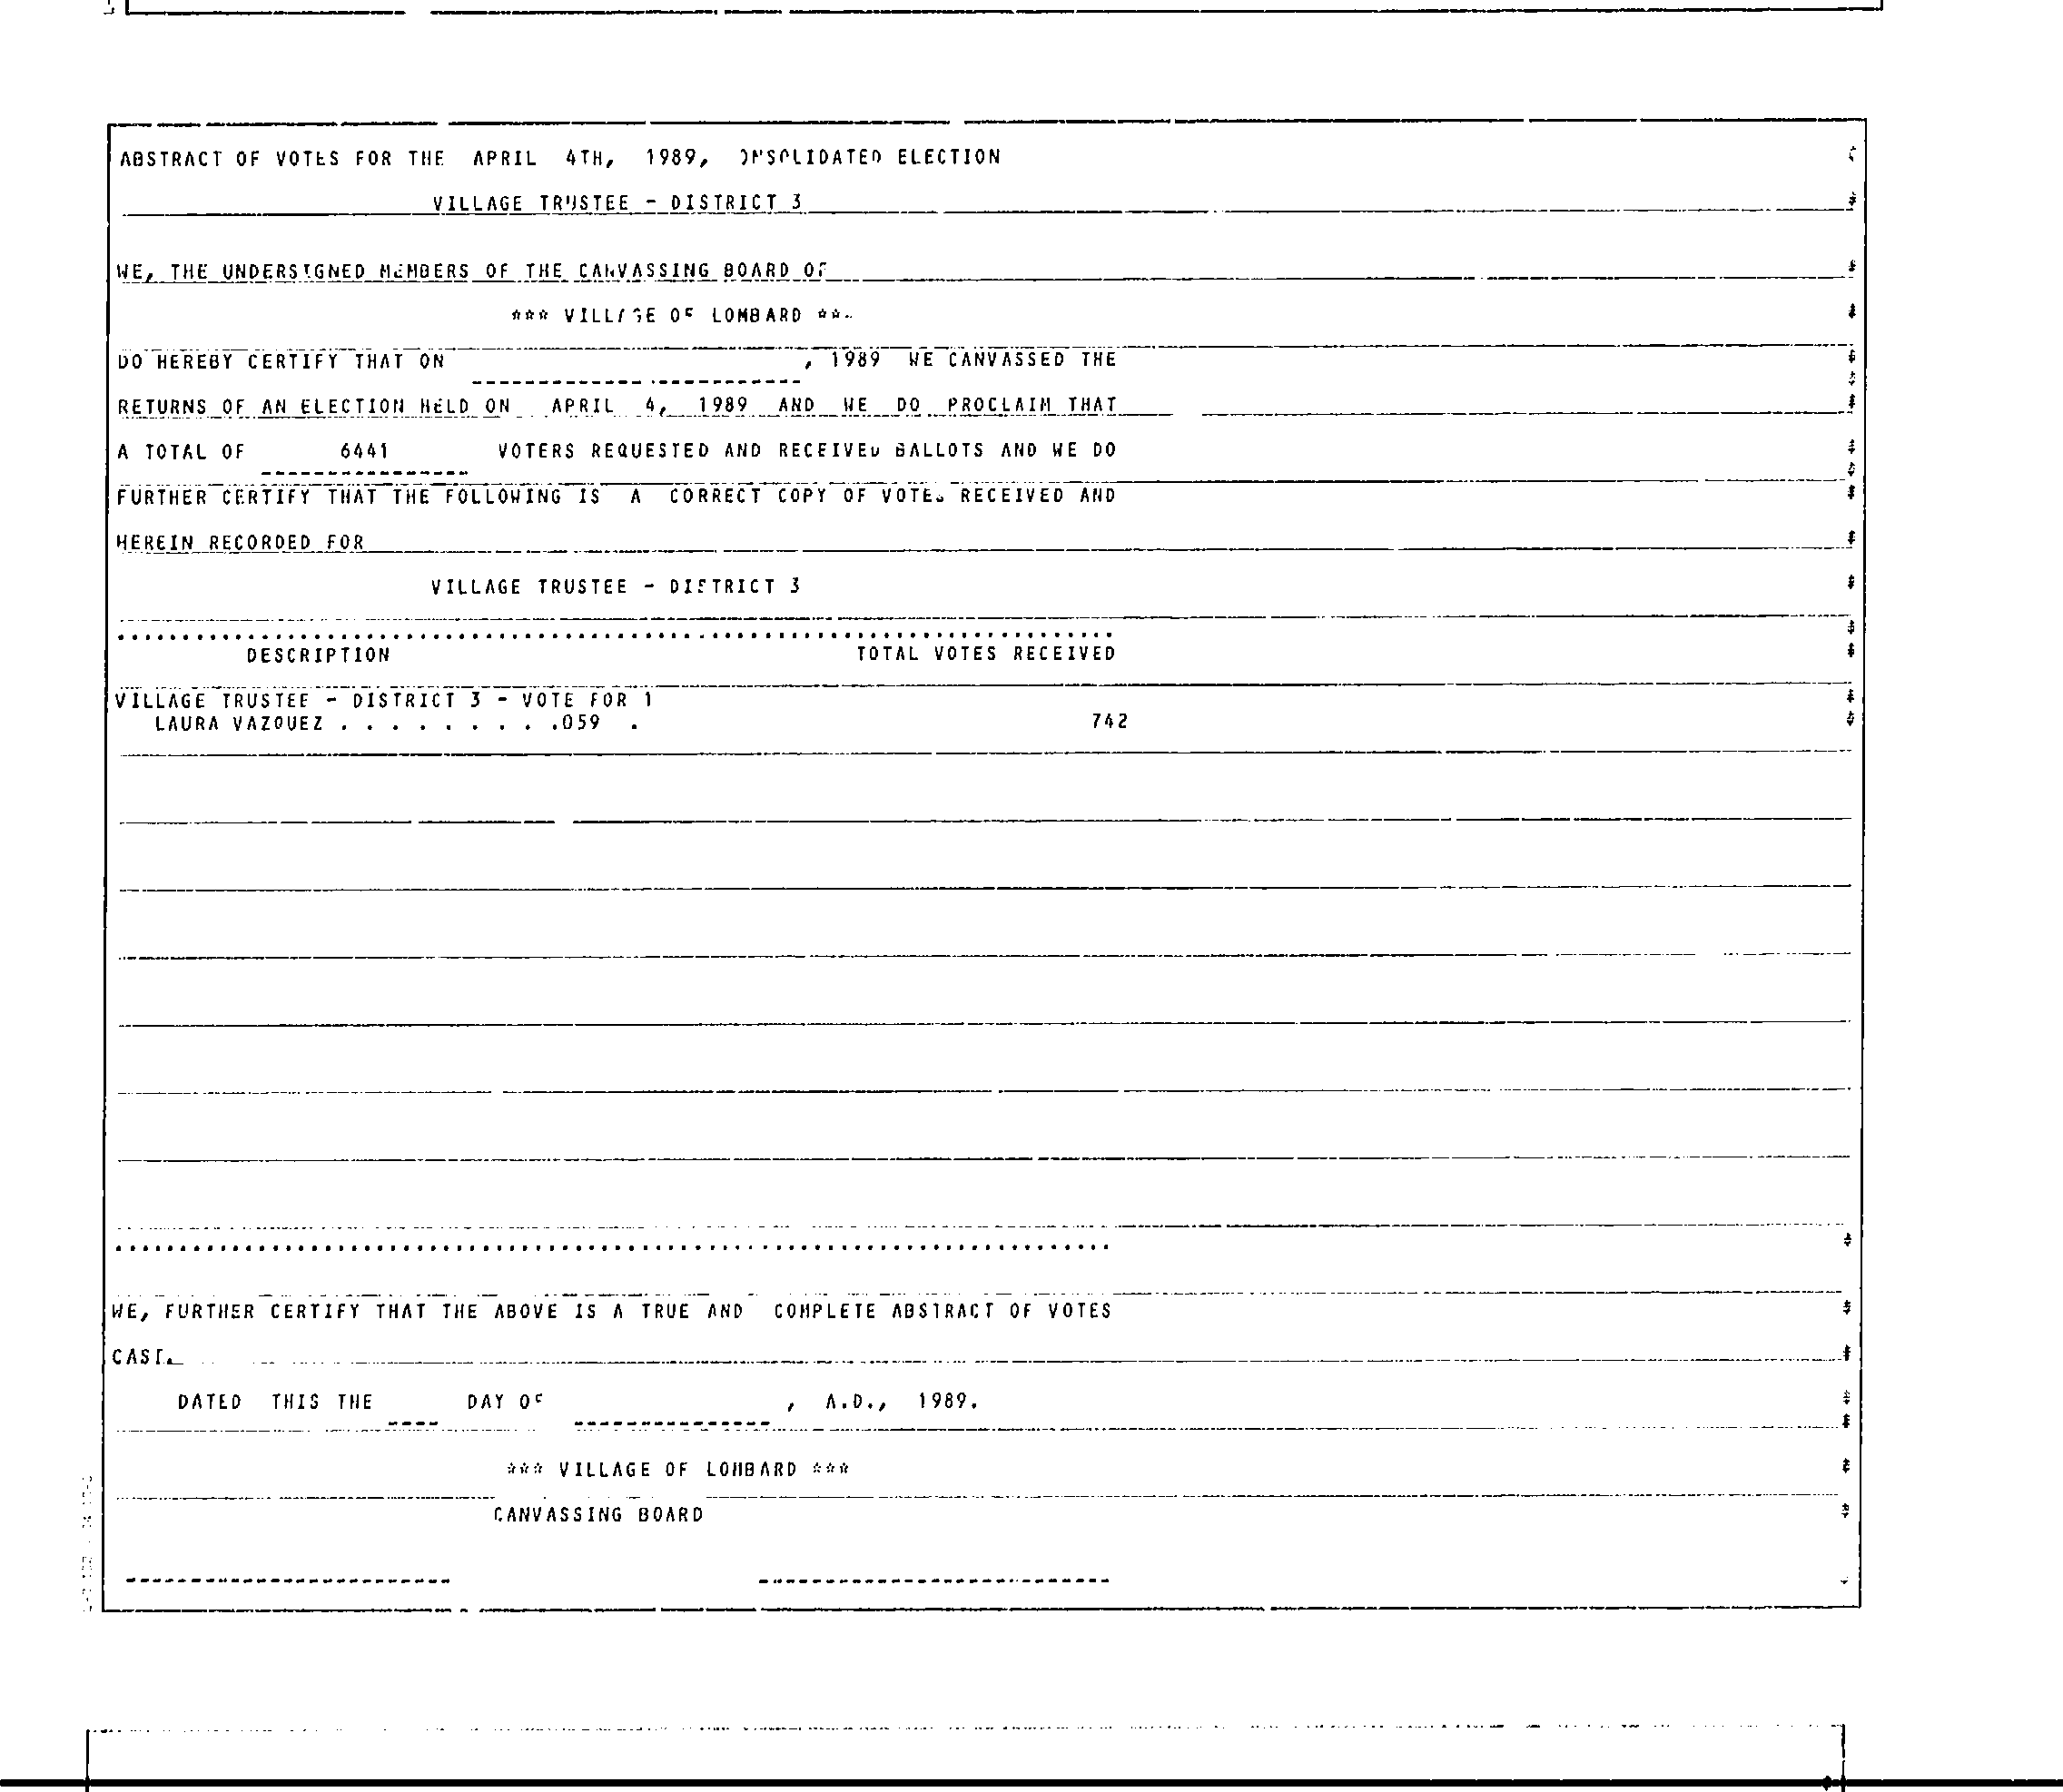 ABSTRACT OF VOTES FOR THE APRIL 4TH, 1989, ONSOLIDATED ELECTION
VILLAGE TRUSTEE - DISTRICT 3
WE, THE UNDERSIGNED MEMBERS OF THE CANVASSING BOARD OF
*** VILLAGE OF LOMBARD ***
DO HEREBY CERTIFY THAT ON , 1989 WE CANVASSED THE
RETURNS OF AN ELECTION HELD ON APRIL 4, 1989 AND WE DO PROCLAIM THAT
A TOTAL OF 6441 VOTERS REQUESTED AND RECEIVED BALLOTS AND WE DO
FURTHER CERTIFY THAT THE FOLLOWING IS A CORRECT COPY OF VOTES RECEIVED AND
HEREIN RECORDED FOR
VILLAGE TRUSTEE - DISTRICT 3
DESCRIPTION TOTAL VOTES RECEIVED
VILLAGE TRUSTEE - DISTRICT 3 - VOTE FOR 1
LAURA VAZQUEZ . . . . . . . . .059 . 742
WE, FURTHER CERTIFY THAT THE ABOVE IS A TRUE AND COMPLETE ABSTRACT OF VOTES
CAST.
DATED THIS THE ---- DAY OF --------------- , A.D., 1989.
*** VILLAGE OF LOMBARD ***
CANVASSING BOARD